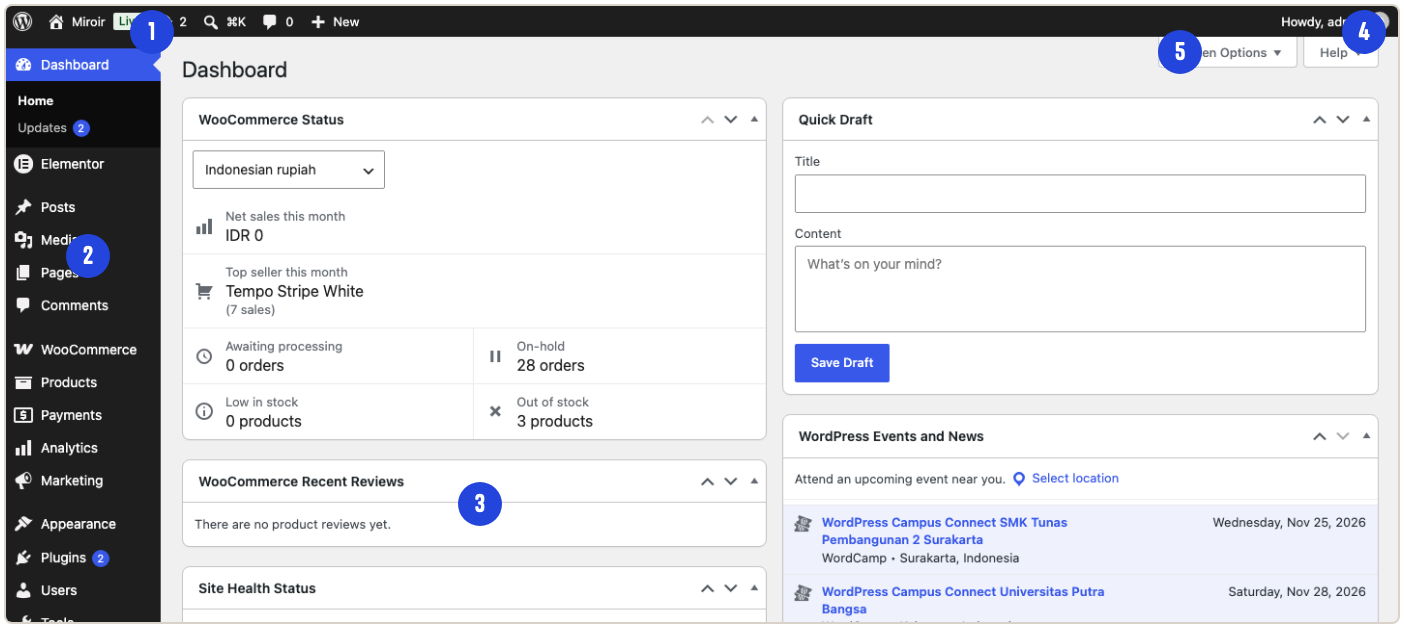 Miroir
2
⌘K
0
New
Howdy,
1
4
5
Options
Help
Dashboard
Home
Updates 2
Elementor
Posts
2
Pages
Comments
WooCommerce
Products
Payments
Analytics
Marketing
Appearance
Plugins 2
Users
Tools
Dashboard
WooCommerce Status
Indonesian rupiah
Net sales this month
IDR 0
Top seller this month
Tempo Stripe White
(7 sales)
Awaiting processing
0 orders
On-hold
28 orders
Low in stock
0 products
Out of stock
3 products
WooCommerce Recent Reviews
3
There are no product reviews yet.
Site Health Status
Quick Draft
Title
Content
What's on your mind?
Save Draft
WordPress Events and News
Attend an upcoming event near you. Select location
WordPress Campus Connect SMK Tunas
Pembangunan 2 Surakarta
Wednesday, Nov 25, 2026
WordCamp • Surakarta, Indonesia
WordPress Campus Connect Universitas Putra
Bangsa
Saturday, Nov 28, 2026